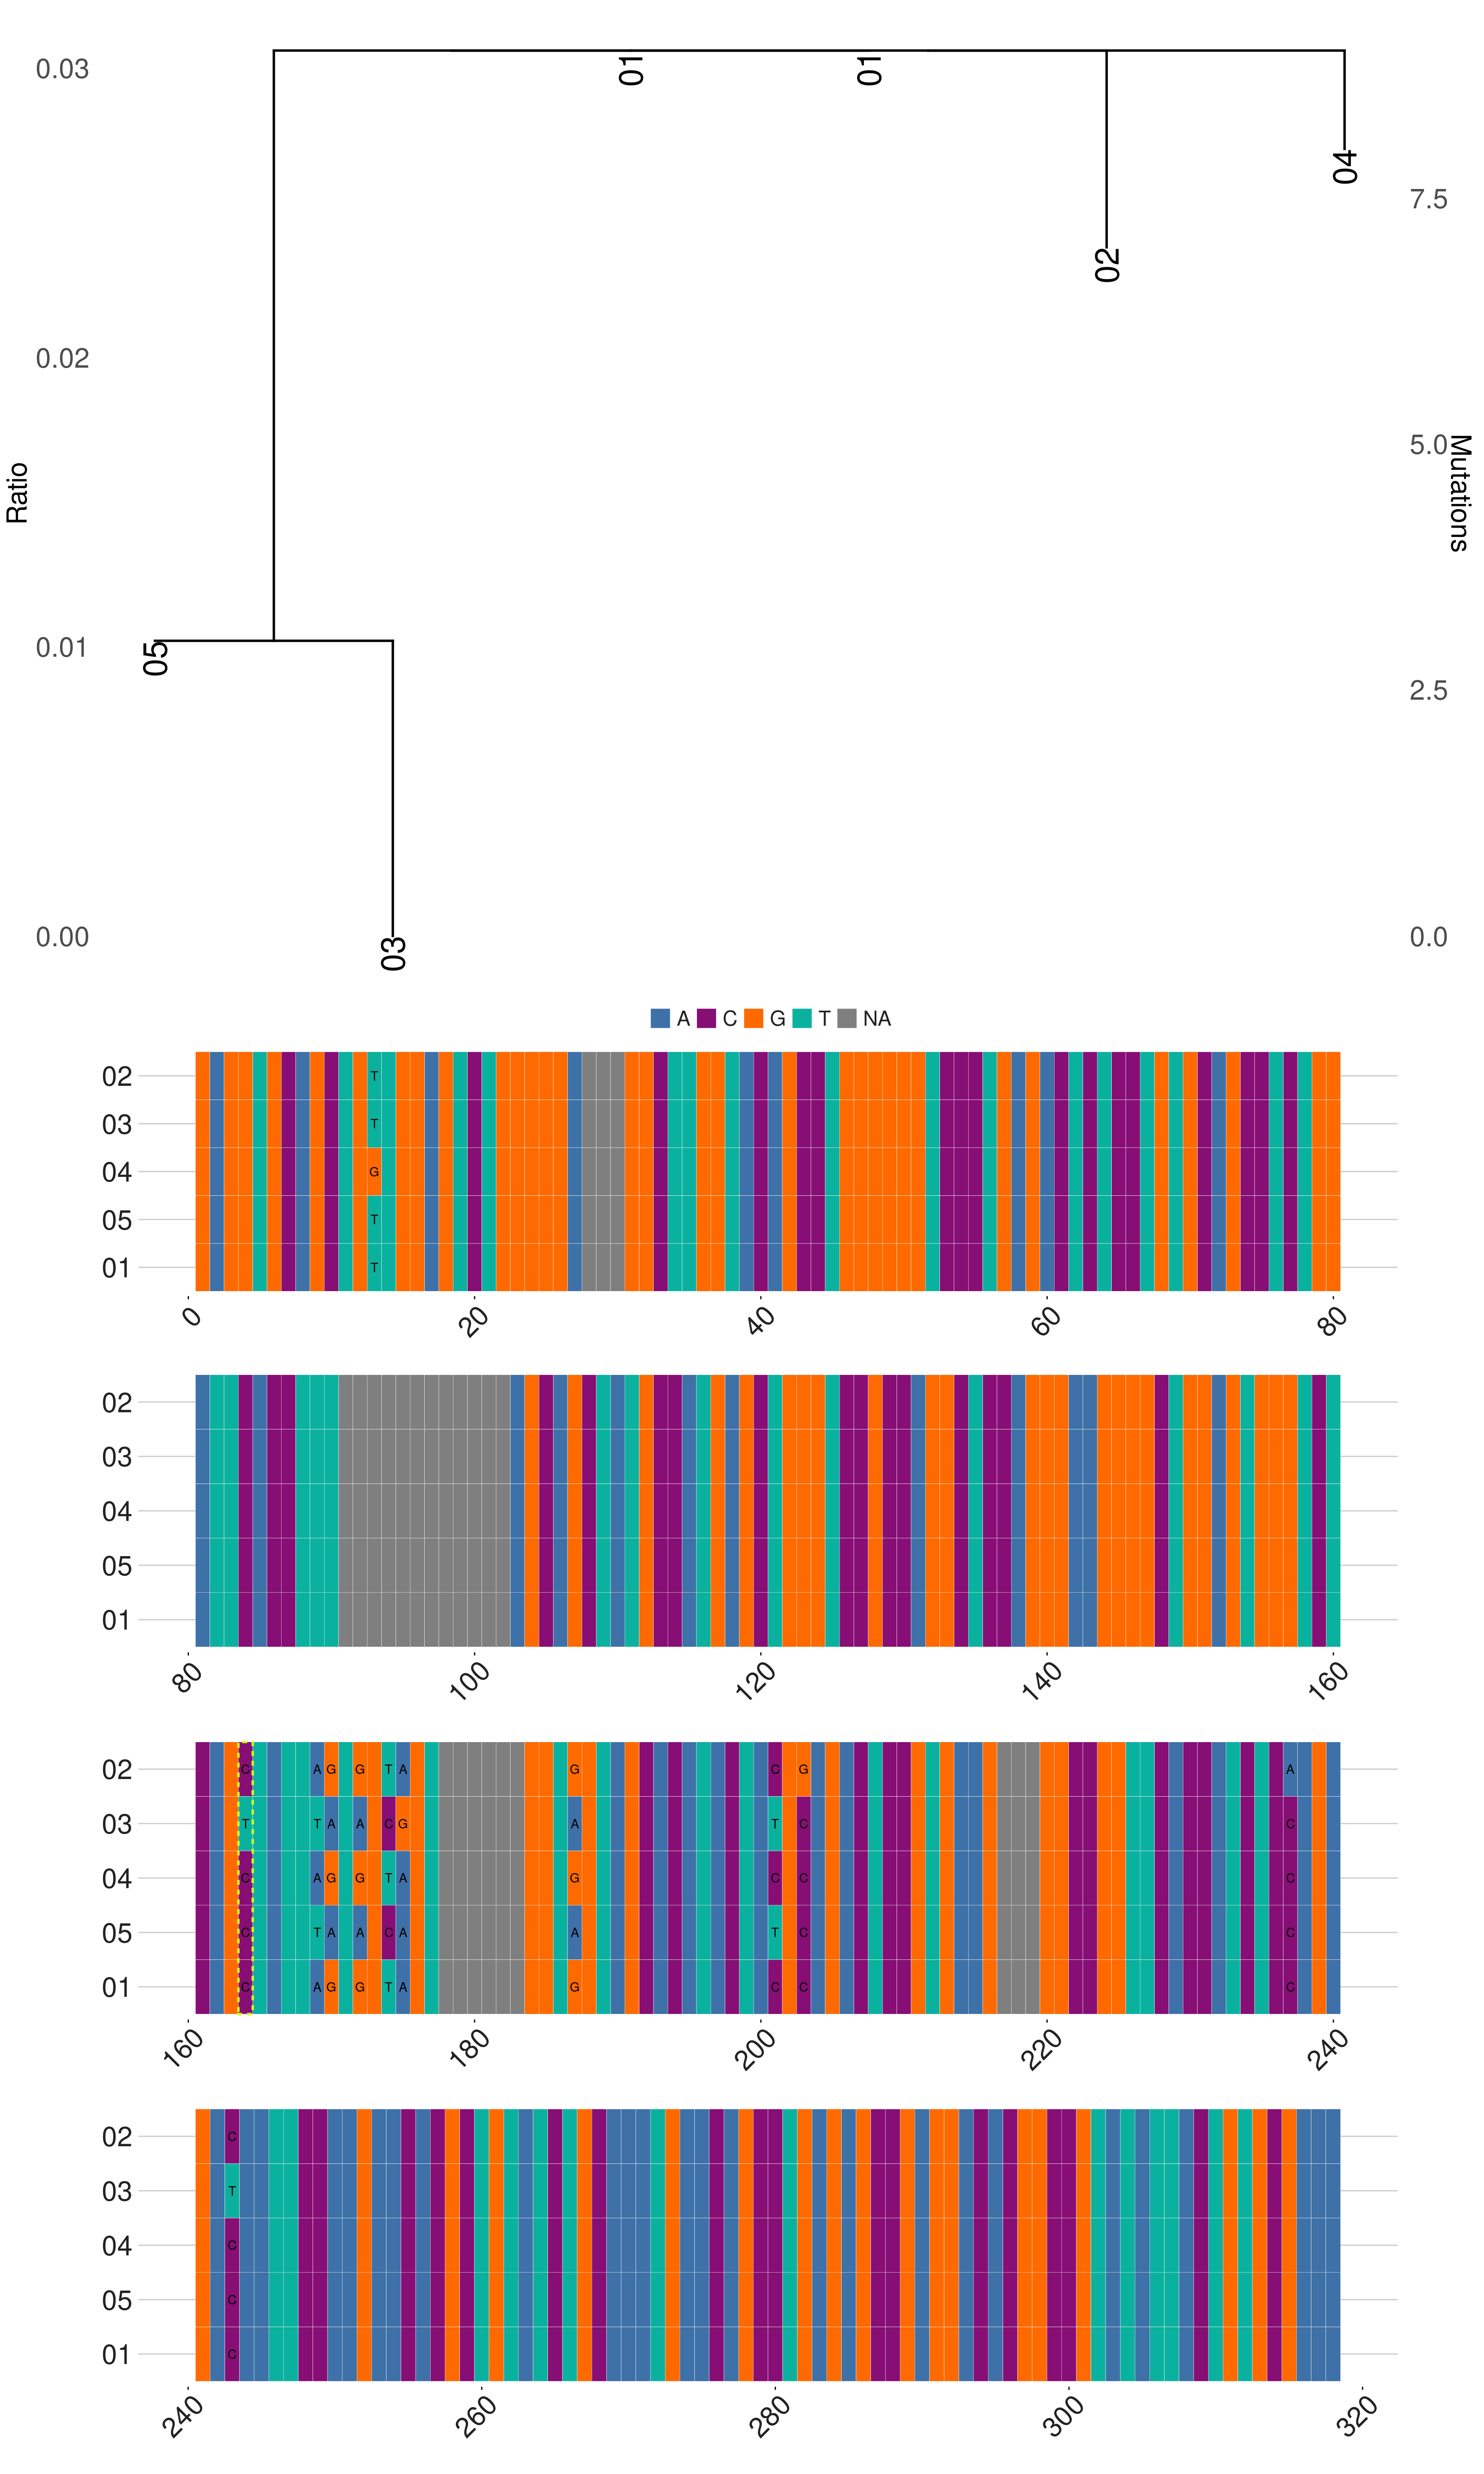 0.03
01
01
04
7.5
02
0.02
5.0
Ratio
Mutations
0.01
05
2.5
0.00
03
0.0
A C G T NA
02 T
03 T
04 G
05 T
01 T
0 20 40 60 80
02
03
04
05
01
80 100 120 140 160
02 C A G G T A G C G A
03 T T A A C G A T C C
04 C A G G T A G C C C
05 C T A A C A A T C C
01 C A G G T A G C C C
160 180 200 220 240
02 C
03 T
04 C
05 C
01 C
240 260 280 300 320